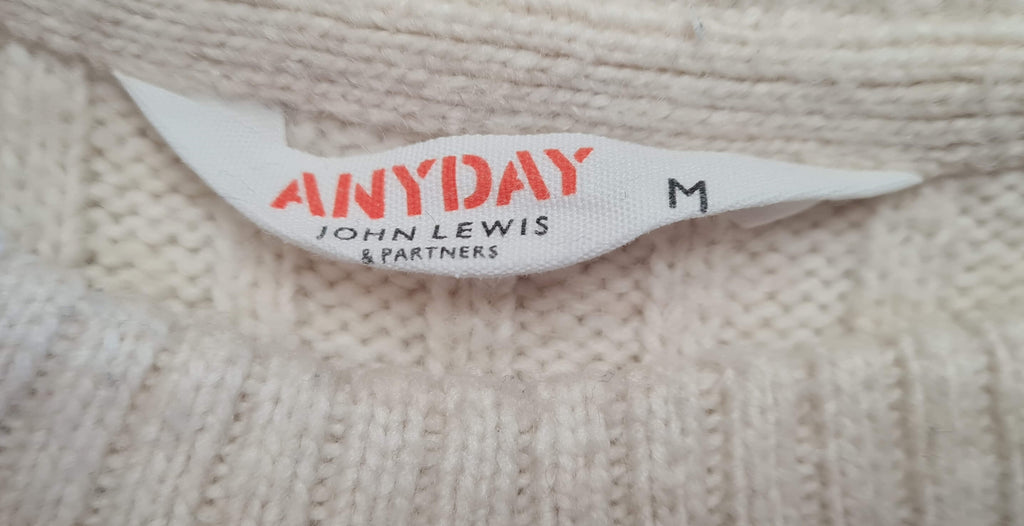 ANYDAY
JOHN LEWIS
& PARTNERS
M